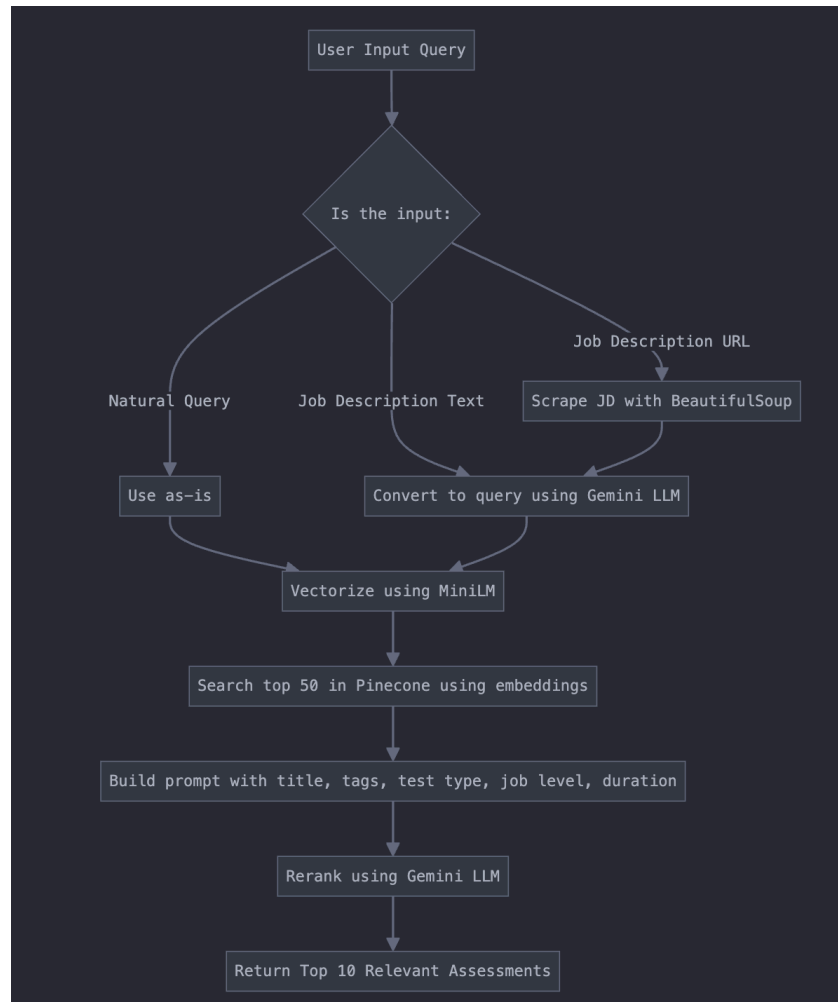 User Input Query
Is the input:
Job Description URL
Natural Query
Job Description Text
Scrape JD with BeautifulSoup
Use as-is
Convert to query using Gemini LLM
Vectorize using MiniLM
Search top 50 in Pinecone using embeddings
Build prompt with title, tags, test type, job level, duration
Rerank using Gemini LLM
Return Top 10 Relevant Assessments